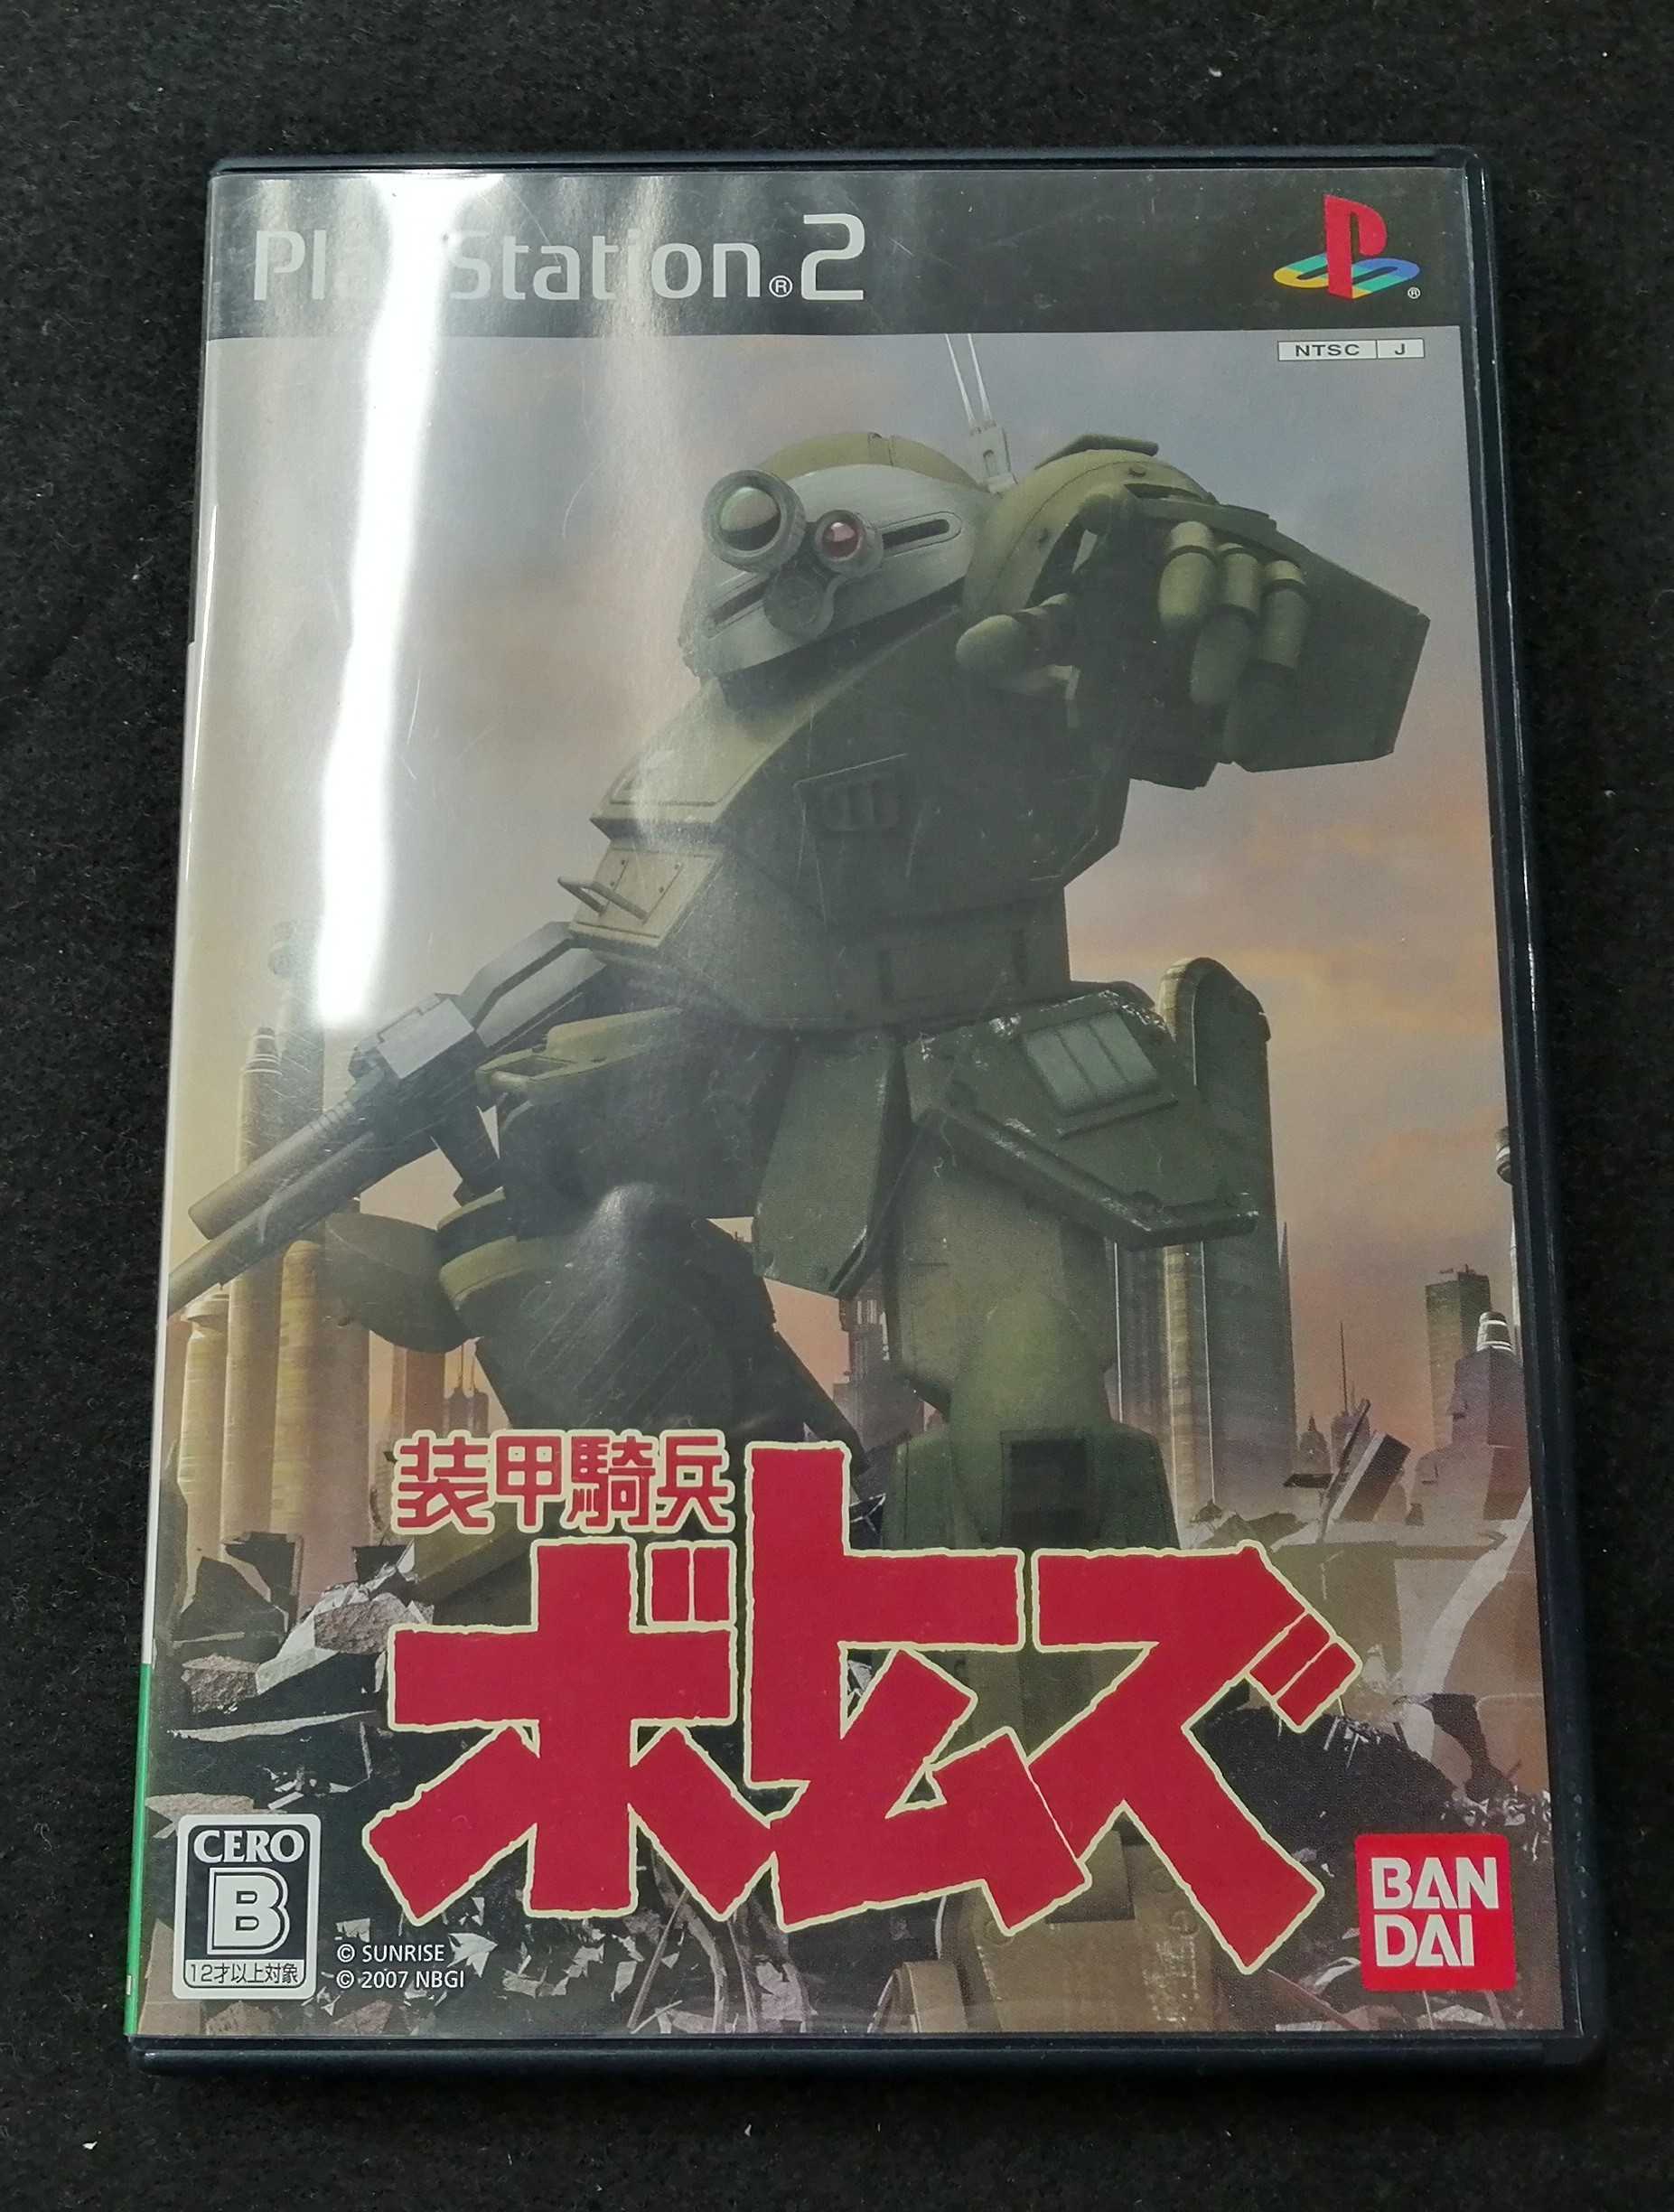 PlayStation®2
NTSC J
装甲騎兵
ボトムズ
CERO
B
12才以上対象
© SUNRISE
© 2007 NBGI
BAN
DAI